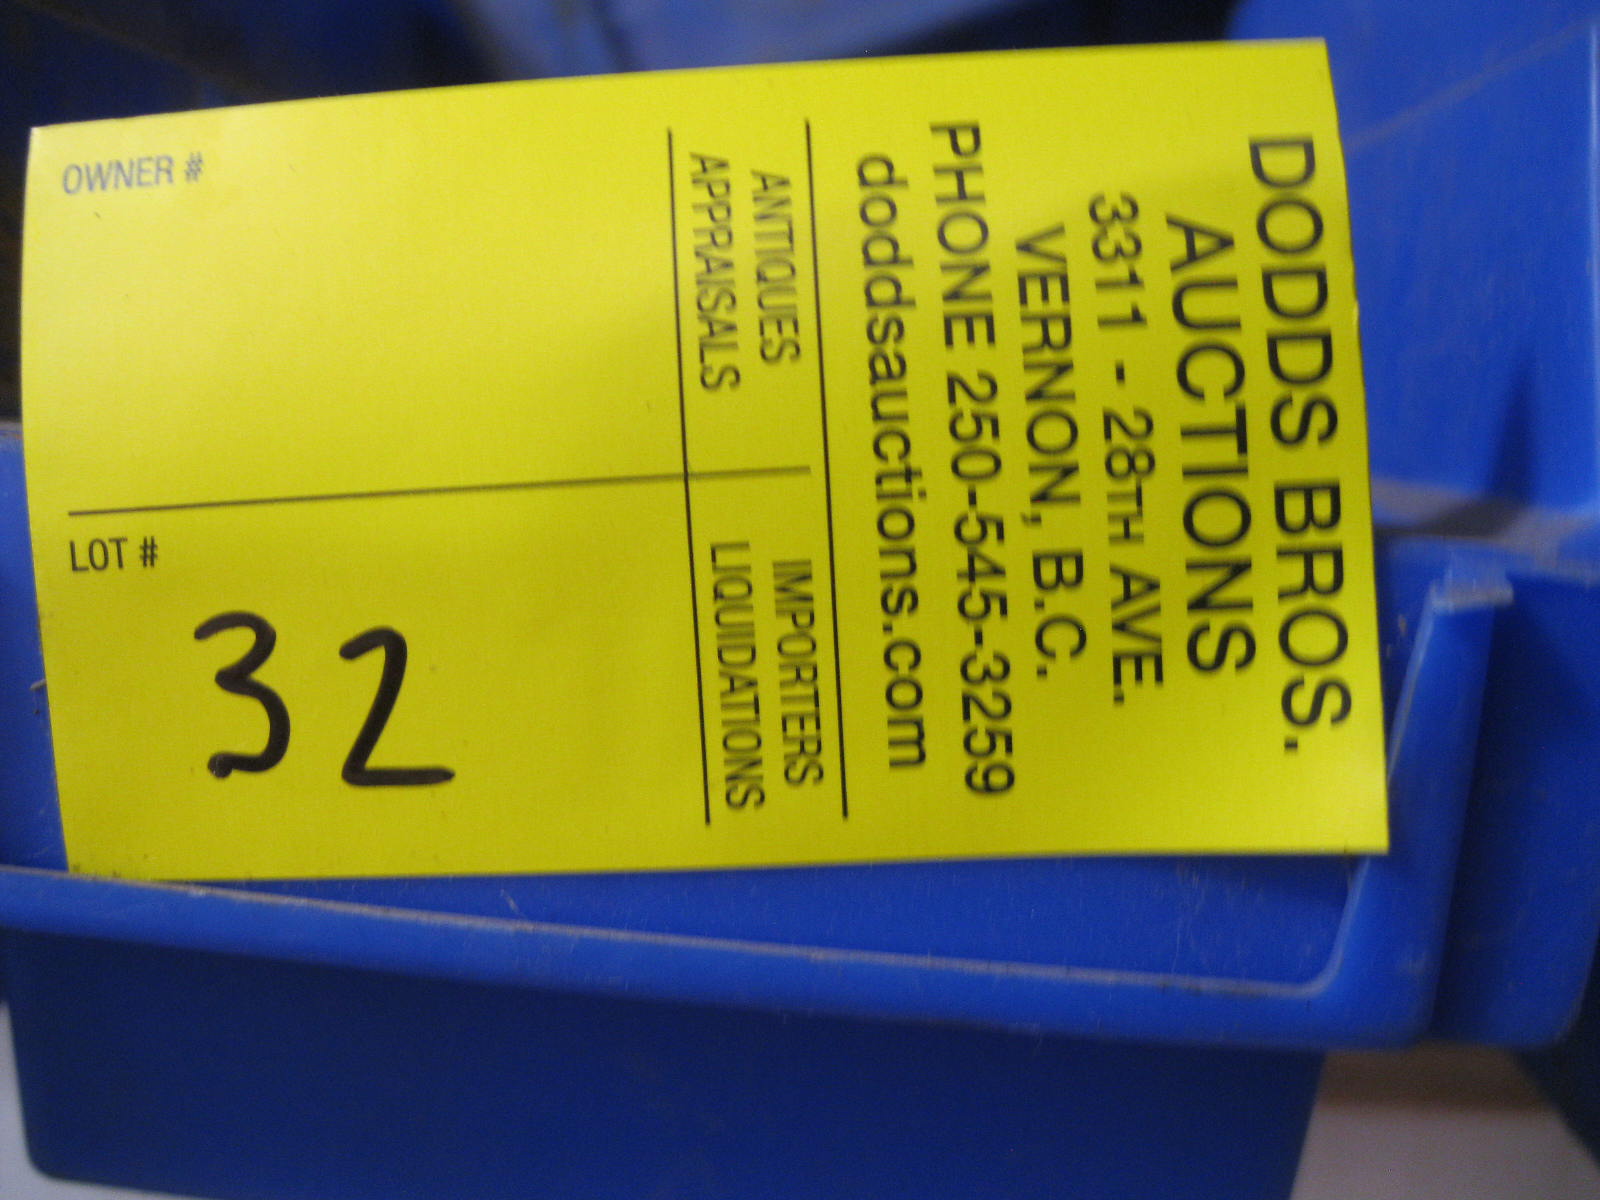 DODDS BROS.
AUCTIONS
3311 - 28TH AVE.
VERNON, B.C.
PHONE 250-545-3259
doddsauctions.com
ANTIQUES
APPRAISALS
IMPORTERS
LIQUIDATIONS
OWNER #
LOT #
32